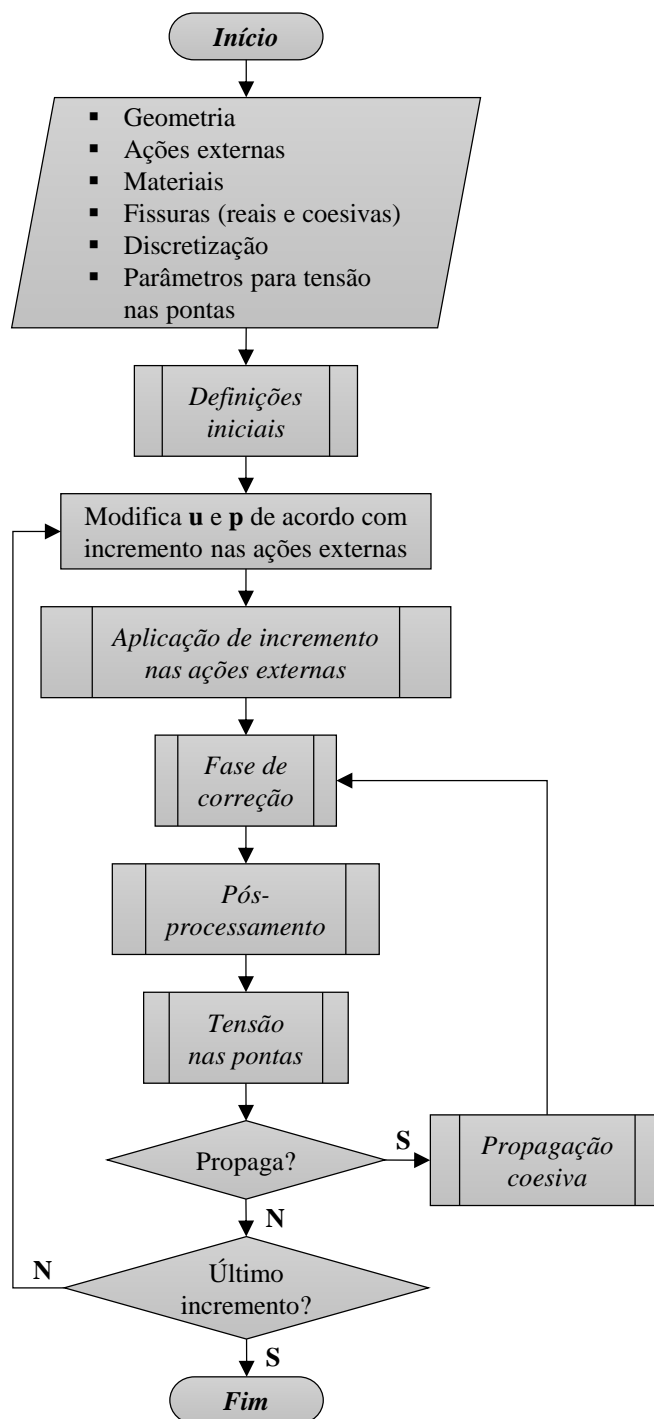 Início
▪ Geometria
▪ Ações externas
▪ Materiais
▪ Fissuras (reais e coesivas)
▪ Discretização
▪ Parâmetros para tensão
nas pontas
Definições
iniciais
Modifica u e p de acordo com
incremento nas ações externas
Aplicação de incremento
nas ações externas
Fase de
correção
Pós-
processamento
Tensão
nas pontas
Propaga?
S
Propagação
coesiva
N
Último
incremento?
N
S
Fim